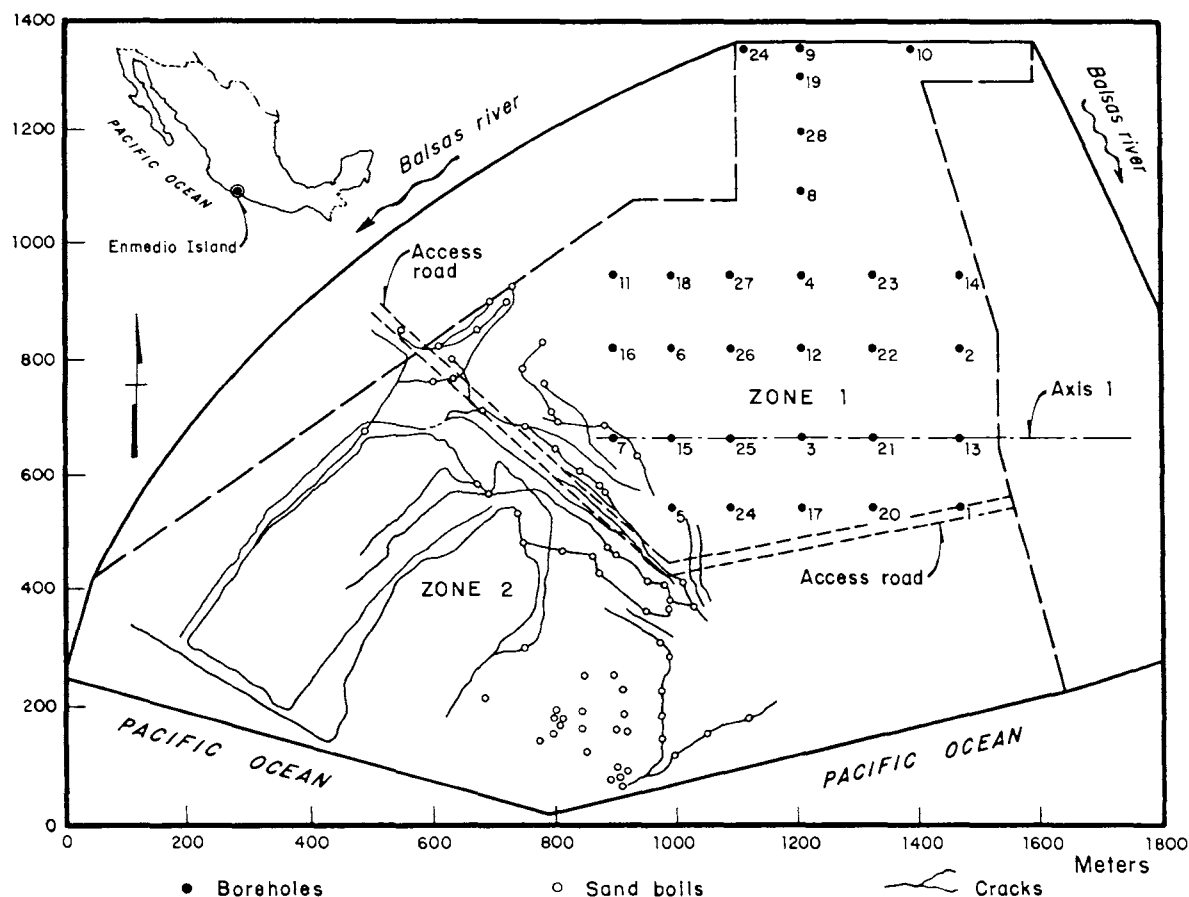 1400
1200
1000
800
600
400
200
0
PACIFIC OCEAN
Enmedio Island
Balsas river
Balsas river
Access
road
24
9
10
19
28
8
11
18
27
4
23
14
16
6
26
12
22
2
ZONE 1
Axis 1
7
15
25
3
21
13
5
24
17
20
1
Access road
ZONE 2
PACIFIC OCEAN
PACIFIC OCEAN
0 200 400 600 800 1000 1200 1400 1600 1800
Meters
Boreholes Sand boils Cracks